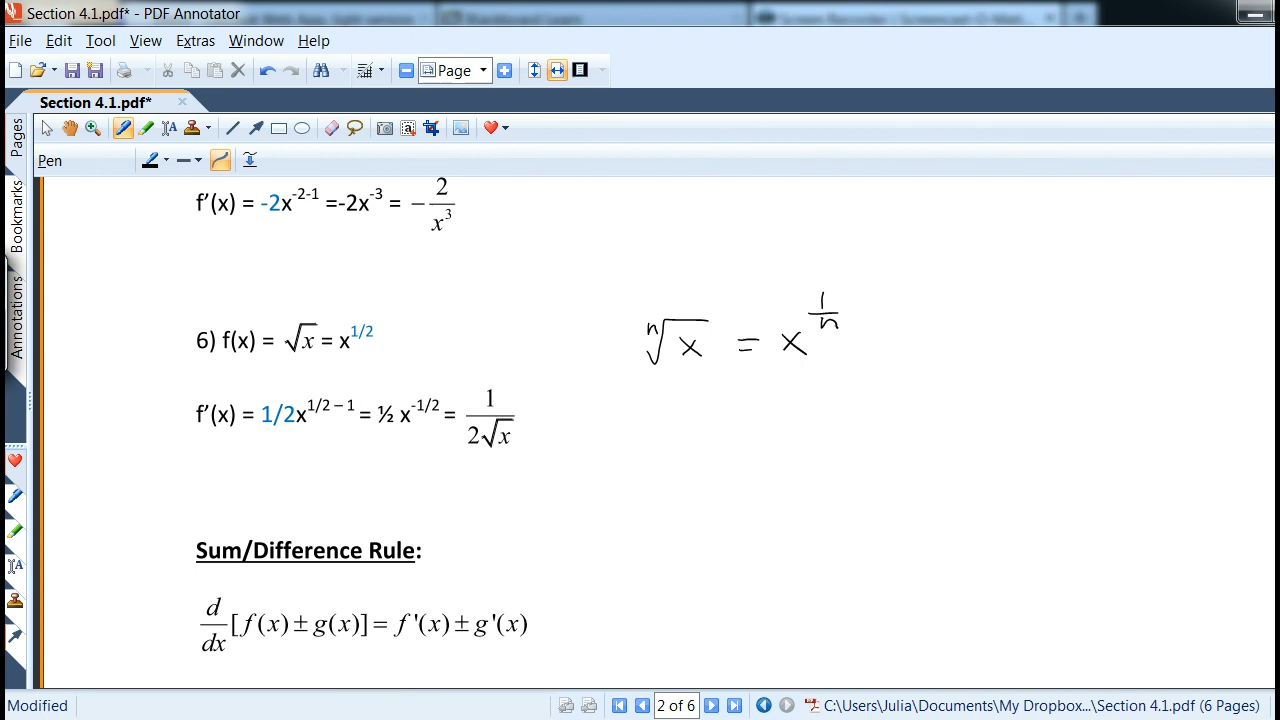 Section 4.1.pdf* - PDF Annotator
File Edit Tool View Extras Window Help
Page
Section 4.1.pdf*
Pen
Pages
Bookmarks
Annotations
f'(x) = -2x^-2-1 =-2x^-3 = - 2/x^3
6) f(x) = √x = x^1/2
ⁿ√x = x^1/n
f'(x) = 1/2x^1/2 – 1 = ½ x^-1/2 = 1/2√x
Sum/Difference Rule:
d/dx [f(x) ± g(x)] = f'(x) ± g'(x)
Modified
2 of 6
C:\Users\Julia\Documents\My Dropbox...\Section 4.1.pdf (6 Pages)